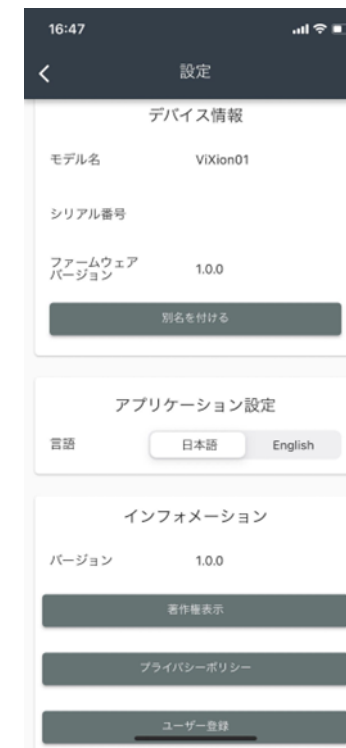 16:47
設定
デバイス情報
モデル名 ViXion01
シリアル番号
ファームウェア
バージョン 1.0.0
別名を付ける
アプリケーション設定
言語 日本語 English
インフォメーション
バージョン 1.0.0
著作権表示
プライバシーポリシー
ユーザー登録